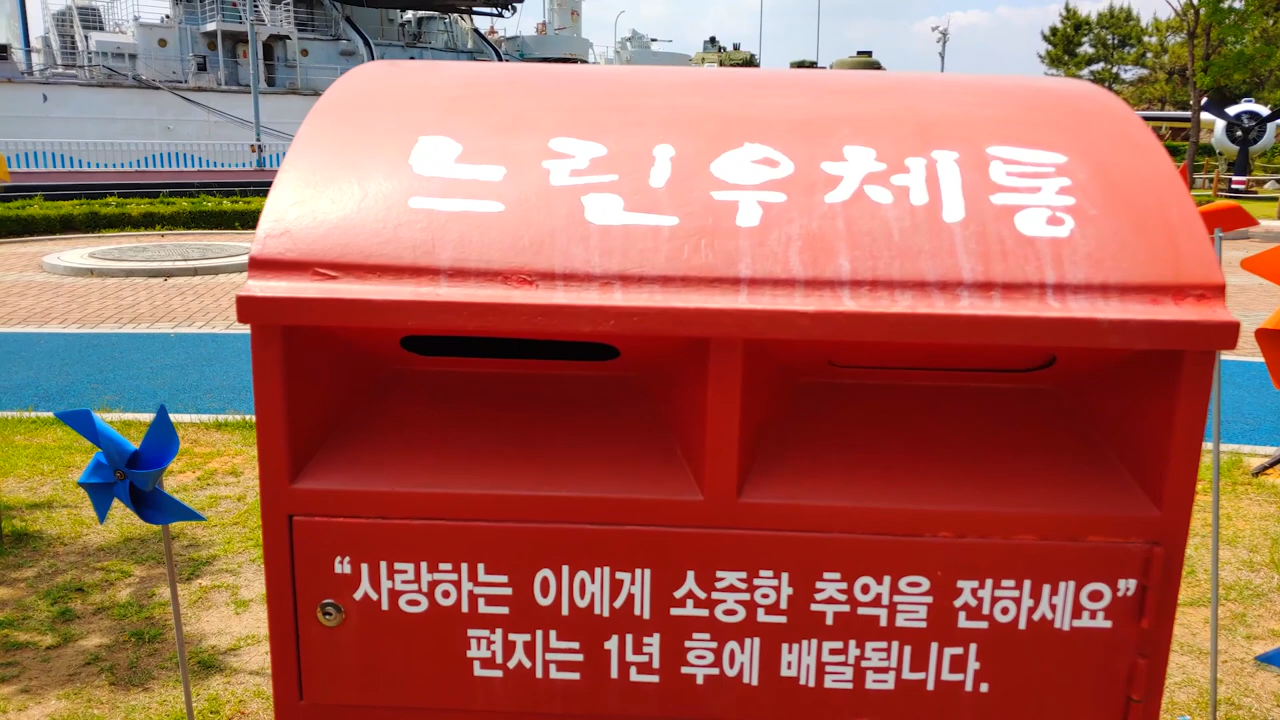 느린우체통
“사랑하는 이에게 소중한 추억을 전하세요”
편지는 1년 후에 배달됩니다.